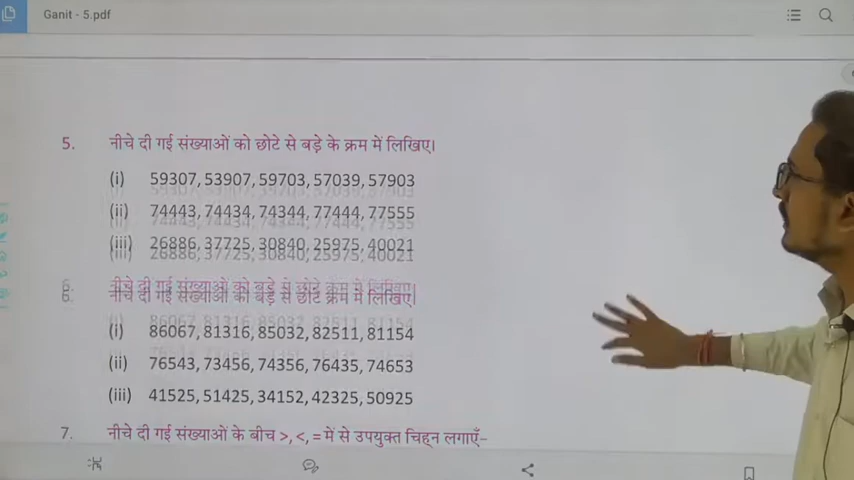 Ganit - 5.pdf
5. नीचे दी गई संख्याओं को छोटे से बड़े के क्रम में लिखिए।
(i) 59307, 53907, 59703, 57039, 57903
(ii) 74443, 74434, 74344, 77444, 77555
(iii) 26886, 37725, 30840, 25975, 40021
6. नीचे दी गई संख्याओं को बड़े से छोटे क्रम में लिखिए।
(i) 86067, 81316, 85032, 82511, 81154
(ii) 76543, 73456, 74356, 76435, 74653
(iii) 41525, 51425, 34152, 42325, 50925
7. नीचे दी गई संख्याओं के बीच >, <, = में से उपयुक्त चिह्न लगाएँ–